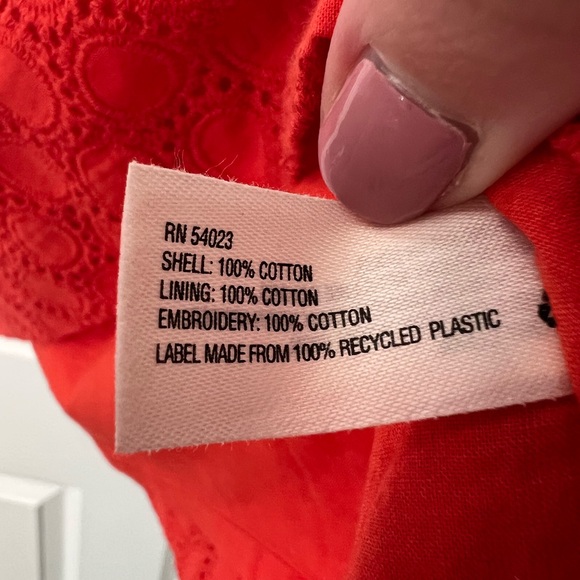 RN 54023
SHELL: 100% COTTON
LINING: 100% COTTON
EMBROIDERY: 100% COTTON
LABEL MADE FROM 100% RECYCLED PLASTIC